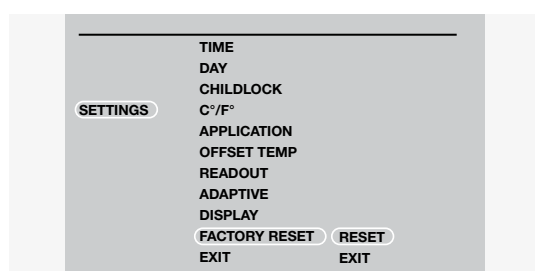 TIME
DAY
CHILDLOCK
SETTINGS C°/F°
APPLICATION
OFFSET TEMP
READOUT
ADAPTIVE
DISPLAY
FACTORY RESET RESET
EXIT EXIT